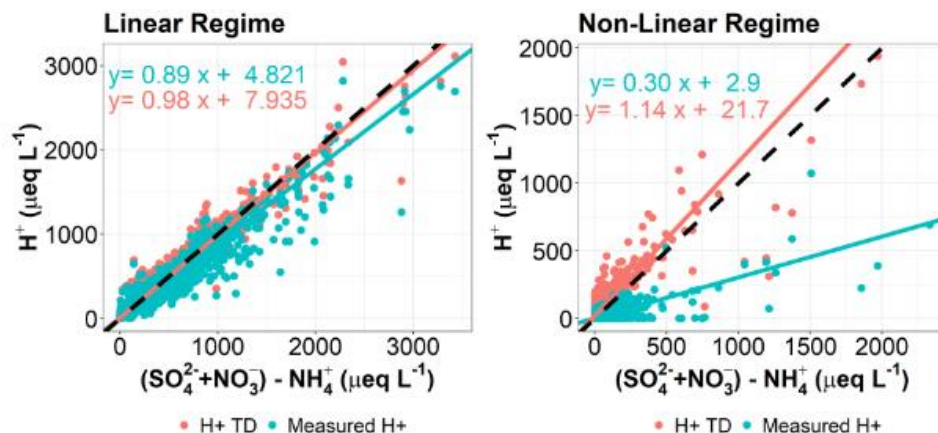 Linear Regime
H⁺ (μeq L⁻¹)
3000
2000
1000
0
y= 0.89 x + 4.821
y= 0.98 x + 7.935
0 1000 2000 3000
(SO₄²⁻+NO₃⁻) - NH₄⁺ (μeq L⁻¹)
H+ TD Measured H+
Non-Linear Regime
H⁺ (μeq L⁻¹)
2000
1500
1000
500
0
y= 0.30 x + 2.9
y= 1.14 x + 21.7
0 500 1000 1500 2000
(SO₄²⁻+NO₃⁻) - NH₄⁺ (μeq L⁻¹)
H+ TD Measured H+